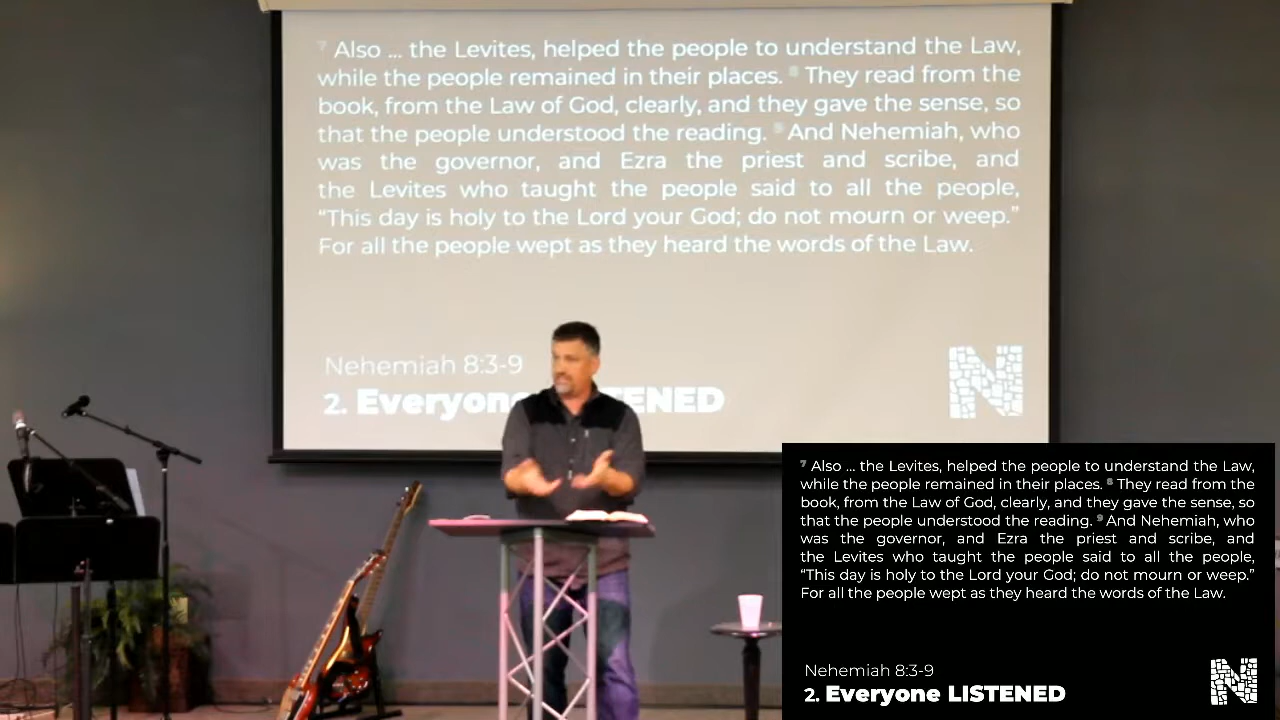 ⁷ Also ... the Levites, helped the people to understand the Law,
while the people remained in their places. ⁸ They read from the
book, from the Law of God, clearly, and they gave the sense, so
that the people understood the reading. ⁹ And Nehemiah, who
was the governor, and Ezra the priest and scribe, and
the Levites who taught the people said to all the people,
“This day is holy to the Lord your God; do not mourn or weep.”
For all the people wept as they heard the words of the Law.
Nehemiah 8:3-9
2. Everyone ENED
N
⁷ Also ... the Levites, helped the people to understand the Law,
while the people remained in their places. ⁸ They read from the
book, from the Law of God, clearly, and they gave the sense, so
that the people understood the reading. ⁹ And Nehemiah, who
was the governor, and Ezra the priest and scribe, and
the Levites who taught the people said to all the people,
“This day is holy to the Lord your God; do not mourn or weep.”
For all the people wept as they heard the words of the Law.
Nehemiah 8:3-9
2. Everyone LISTENED
N